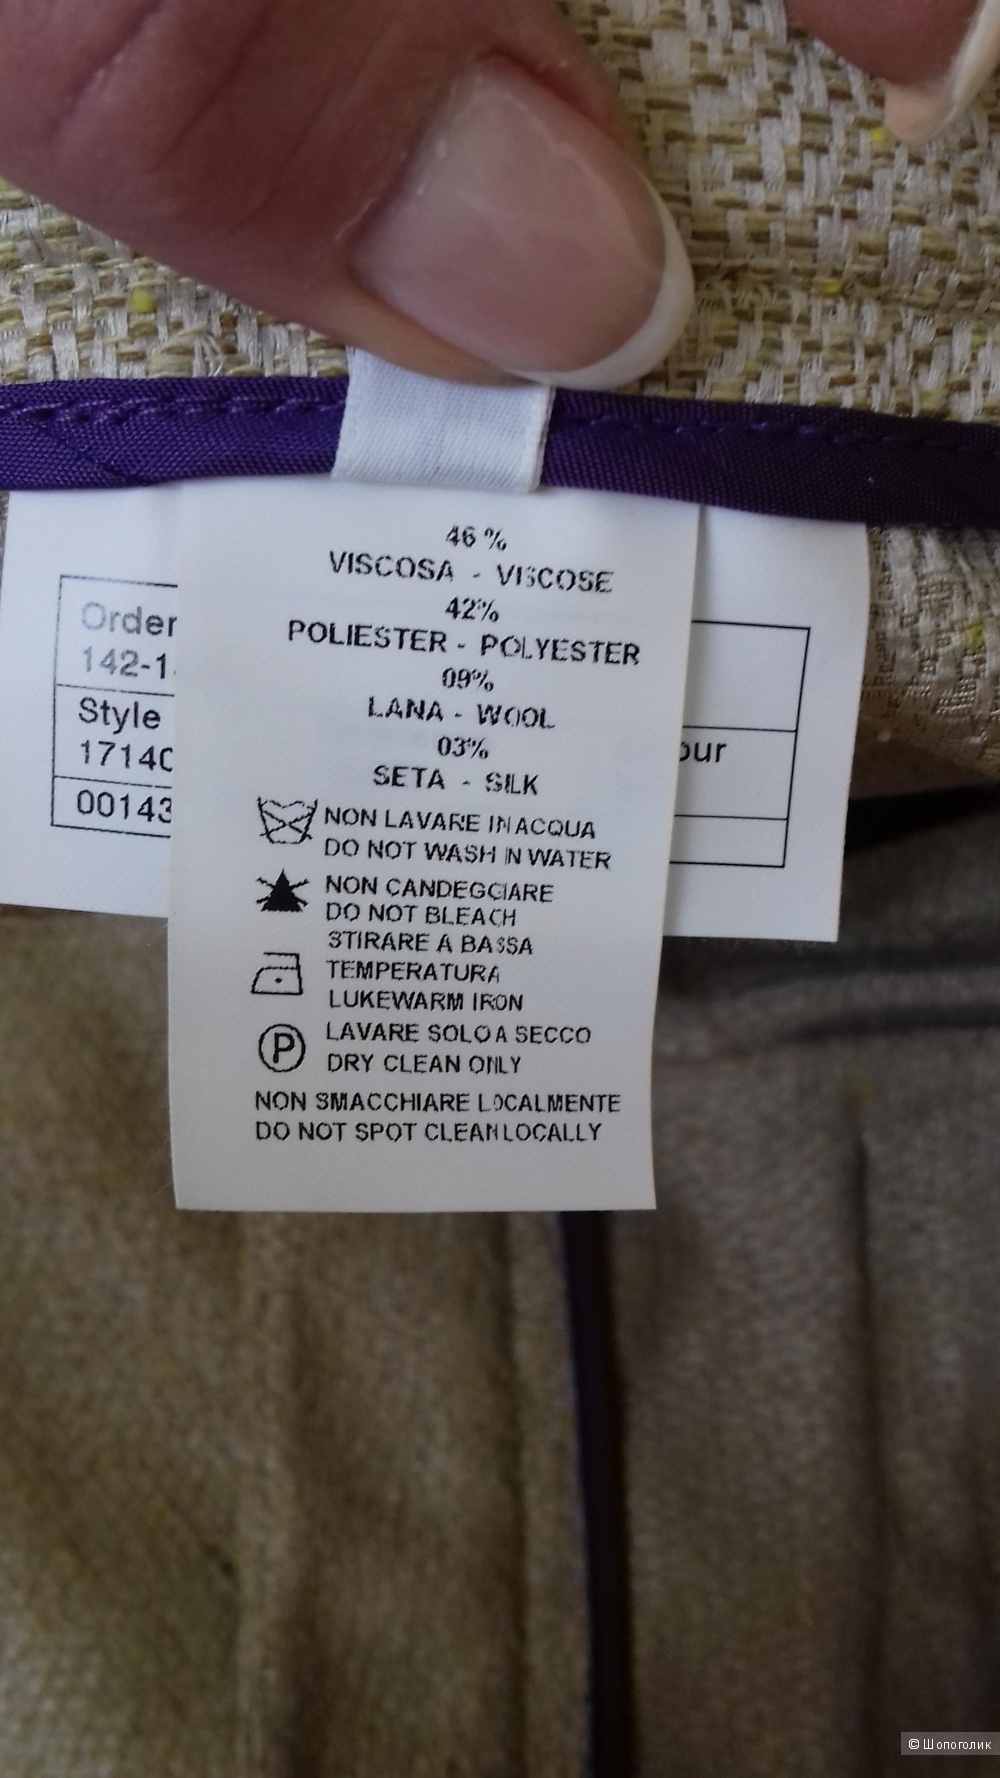 46 %
VISCOSA - VISCOSE
42%
POLIESTER - POLYESTER
09%
LANA - WOOL
03%
SETA - SILK
NON LAVARE IN ACQUA
DO NOT WASH IN WATER
NON CANDEGGIARE
DO NOT BLEACH
STIRARE A BASSA
TEMPERATURA
LUKEWARM IRON
P
LAVARE SOLO A SECCO
DRY CLEAN ONLY
NON SMACCHIARE LOCALMENTE
DO NOT SPOT CLEAN LOCALLY
Order
142-1
Style
1714
00143
our
© Шопоголик